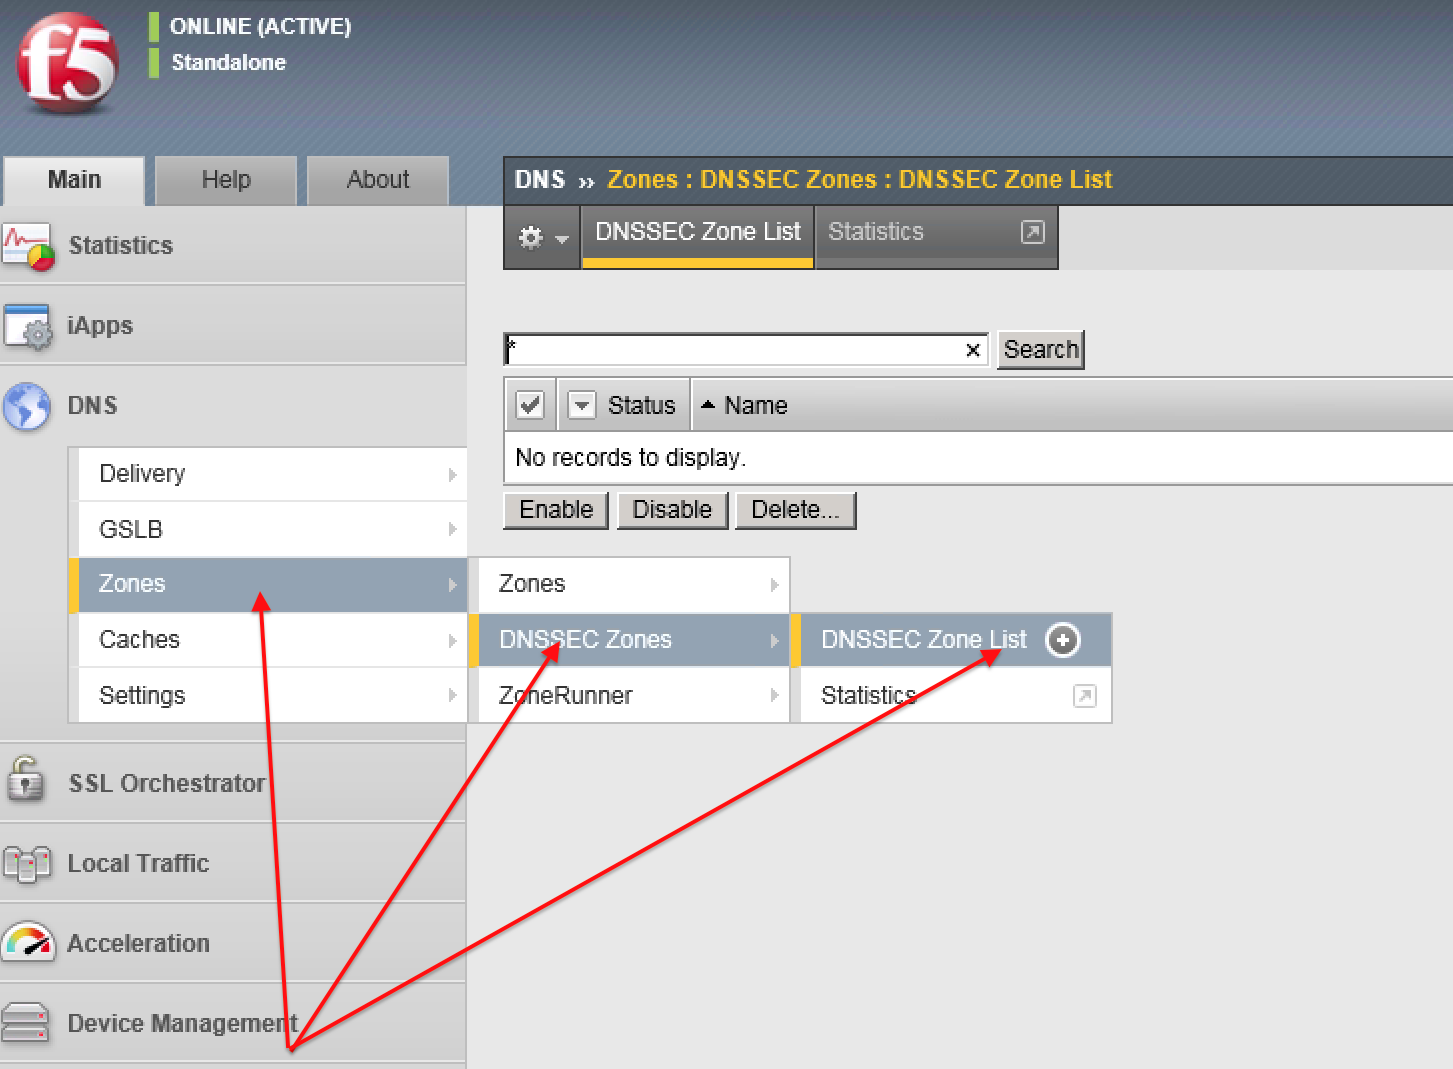 f5
ONLINE (ACTIVE)
Standalone
Main
Help
About
DNS » Zones : DNSSEC Zones : DNSSEC Zone List
DNSSEC Zone List
Statistics
Statistics
iApps
DNS
Delivery
GSLB
Zones
Caches
Settings
SSL Orchestrator
Local Traffic
Acceleration
Device Management
*
Search
Status
Name
No records to display.
Enable
Disable
Delete...
Zones
DNSSEC Zones
ZoneRunner
DNSSEC Zone List
Statistics